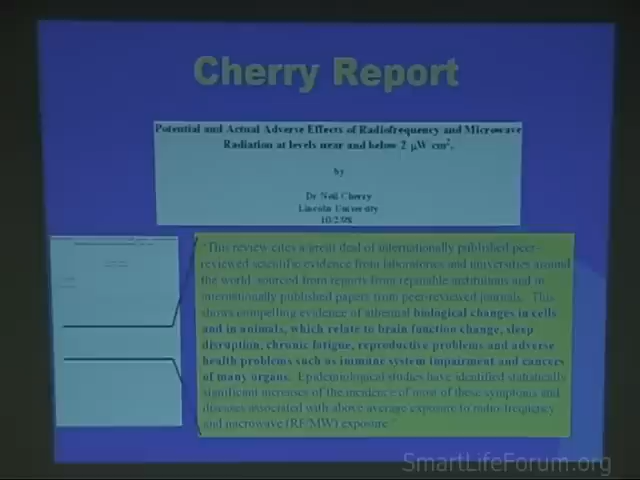 Cherry Report
Potential and Actual Adverse Effects of Radiofrequency and Microwave
Radiation at levels near and below 2 µW cm².
by
Dr Neil Cherry
Lincoln University
10/2/98
"This review cites a great deal of internationally published peer-
reviewed scientific evidence from laboratories and universities around
the world, sourced from reports from reputable institutions and in
internationally published papers from peer-reviewed journals. This
shows compelling evidence of athermal biological changes in cells
and in animals, which relate to brain function change, sleep
disruption, chronic fatigue, reproductive problems and adverse
health problems such as immune system impairment and cancers
of many organs. Epidemiological studies have identified statistically
significant increases of the incidence of most of these symptoms and
diseases associated with above average exposure to radio frequency
and microwave (RF/MW) exposure."
SmartLifeForum.org